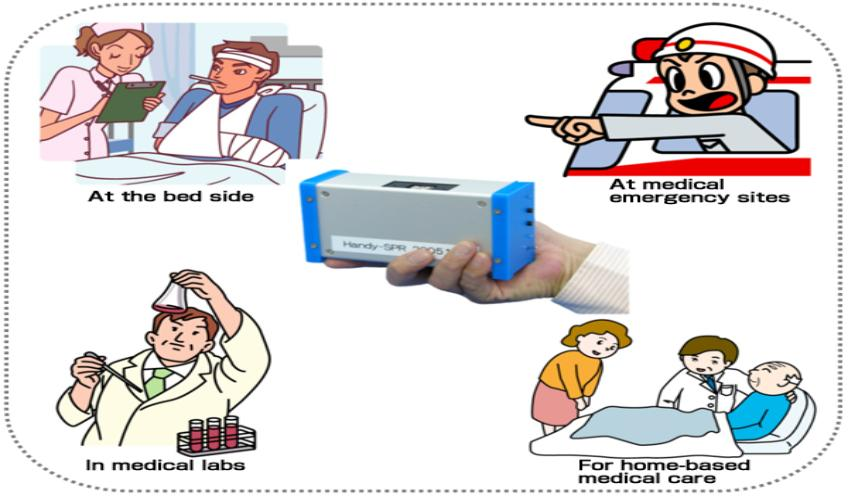 At the bed side
At medical
emergency sites
Handy-SPR
In medical labs
For home-based
medical care